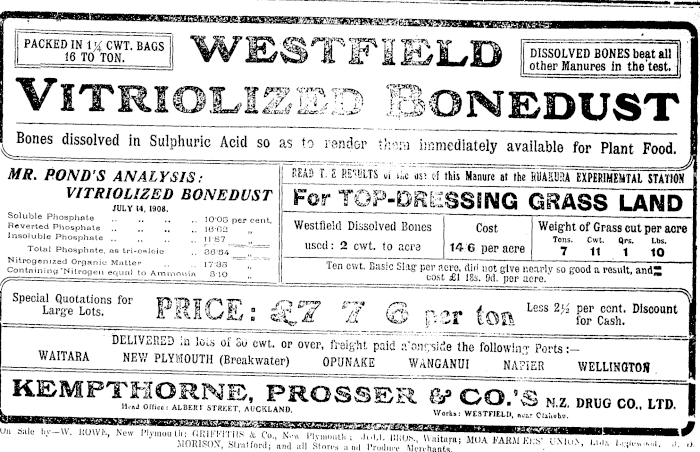 PACKED IN 1¼ CWT. BAGS
16 TO TON.
WESTFIELD
DISSOLVED BONES beat all
other Manures in the test.
VITRIOLIZED BONEDUST
Bones dissolved in Sulphuric Acid so as to render them immediately available for Plant Food.
MR. POND'S ANALYSIS:
VITRIOLIZED BONEDUST
JULY 14, 1908.
Soluble Phosphate .. .. .. .. 10·05 per cent.
Reverted Phosphate .. .. .. .. 16·62 "
Insoluble Phosphate .. .. .. .. 11·87 "
Total Phosphate, as tri-calcic .. 38·54 "
Nitrogenized Organic Matter .. 17·35 "
Containing Nitrogen equal to Ammonia 3·10 "
READ THE RESULTS of the use of this Manure at the RUAKURA EXPERIMEMTAL STATION
For TOP-DRESSING GRASS LAND
Westfield Dissolved Bones
used: 2 cwt. to acre
Cost
14 6 per acre
Weight of Grass cut per acre
Tons. Cwt. Qrs. Lbs.
7 11 1 10
Ten cwt. Basic Slag per acre, did not give nearly so good a result, and
cost £1 18s. 9d. per acre.
Special Quotations for
Large Lots.
PRICE: £7 7 6 per ton
Less 2½ per cent. Discount
for Cash.
DELIVERED in lots of 30 cwt. or over, freight paid alongside the following Ports :—
WAITARA NEW PLYMOUTH (Breakwater) OPUNAKE WANGANUI NAPIER WELLINGTON
KEMPTHORNE, PROSSER & CO.'S N.Z. DRUG CO., LTD.
Head Office: ALBERT STREET, AUCKLAND. Works: WESTFIELD, near Otahuhu.
On Sale by—W. ROWE, New Plymouth; GRIFFITHS & Co., New Plymouth; JOLL BROS., Waitara; MOA FARMERS' UNION, Ltd., Inglewood,
MORISON, Stratford; and all Stores and Produce Merchants.